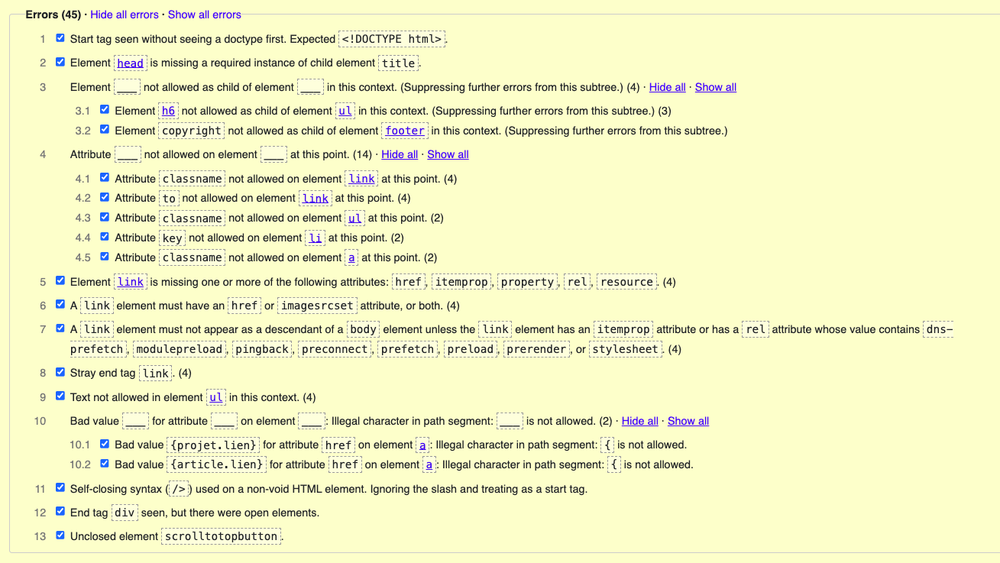 Errors (45) · Hide all errors · Show all errors
1 Start tag seen without seeing a doctype first. Expected <!DOCTYPE html>.
2 Element head is missing a required instance of child element title.
3 Element ___ not allowed as child of element ___ in this context. (Suppressing further errors from this subtree.) (4) · Hide all · Show all
3.1 Element h6 not allowed as child of element ul in this context. (Suppressing further errors from this subtree.) (3)
3.2 Element copyright not allowed as child of element footer in this context. (Suppressing further errors from this subtree.)
4 Attribute ___ not allowed on element ___ at this point. (14) · Hide all · Show all
4.1 Attribute classname not allowed on element link at this point. (4)
4.2 Attribute to not allowed on element link at this point. (4)
4.3 Attribute classname not allowed on element ul at this point. (2)
4.4 Attribute key not allowed on element li at this point. (2)
4.5 Attribute classname not allowed on element a at this point. (2)
5 Element link is missing one or more of the following attributes: href, itemprop, property, rel, resource. (4)
6 A link element must have an href or imagesrcset attribute, or both. (4)
7 A link element must not appear as a descendant of a body element unless the link element has an itemprop attribute or has a rel attribute whose value contains dns-
prefetch, modulepreload, pingback, preconnect, prefetch, preload, prerender, or stylesheet. (4)
8 Stray end tag link. (4)
9 Text not allowed in element ul in this context. (4)
10 Bad value ___ for attribute ___ on element ___: Illegal character in path segment: ___ is not allowed. (2) · Hide all · Show all
10.1 Bad value {projet.lien} for attribute href on element a: Illegal character in path segment: { is not allowed.
10.2 Bad value {article.lien} for attribute href on element a: Illegal character in path segment: { is not allowed.
11 Self-closing syntax (/>) used on a non-void HTML element. Ignoring the slash and treating as a start tag.
12 End tag div seen, but there were open elements.
13 Unclosed element scrolltotopbutton.